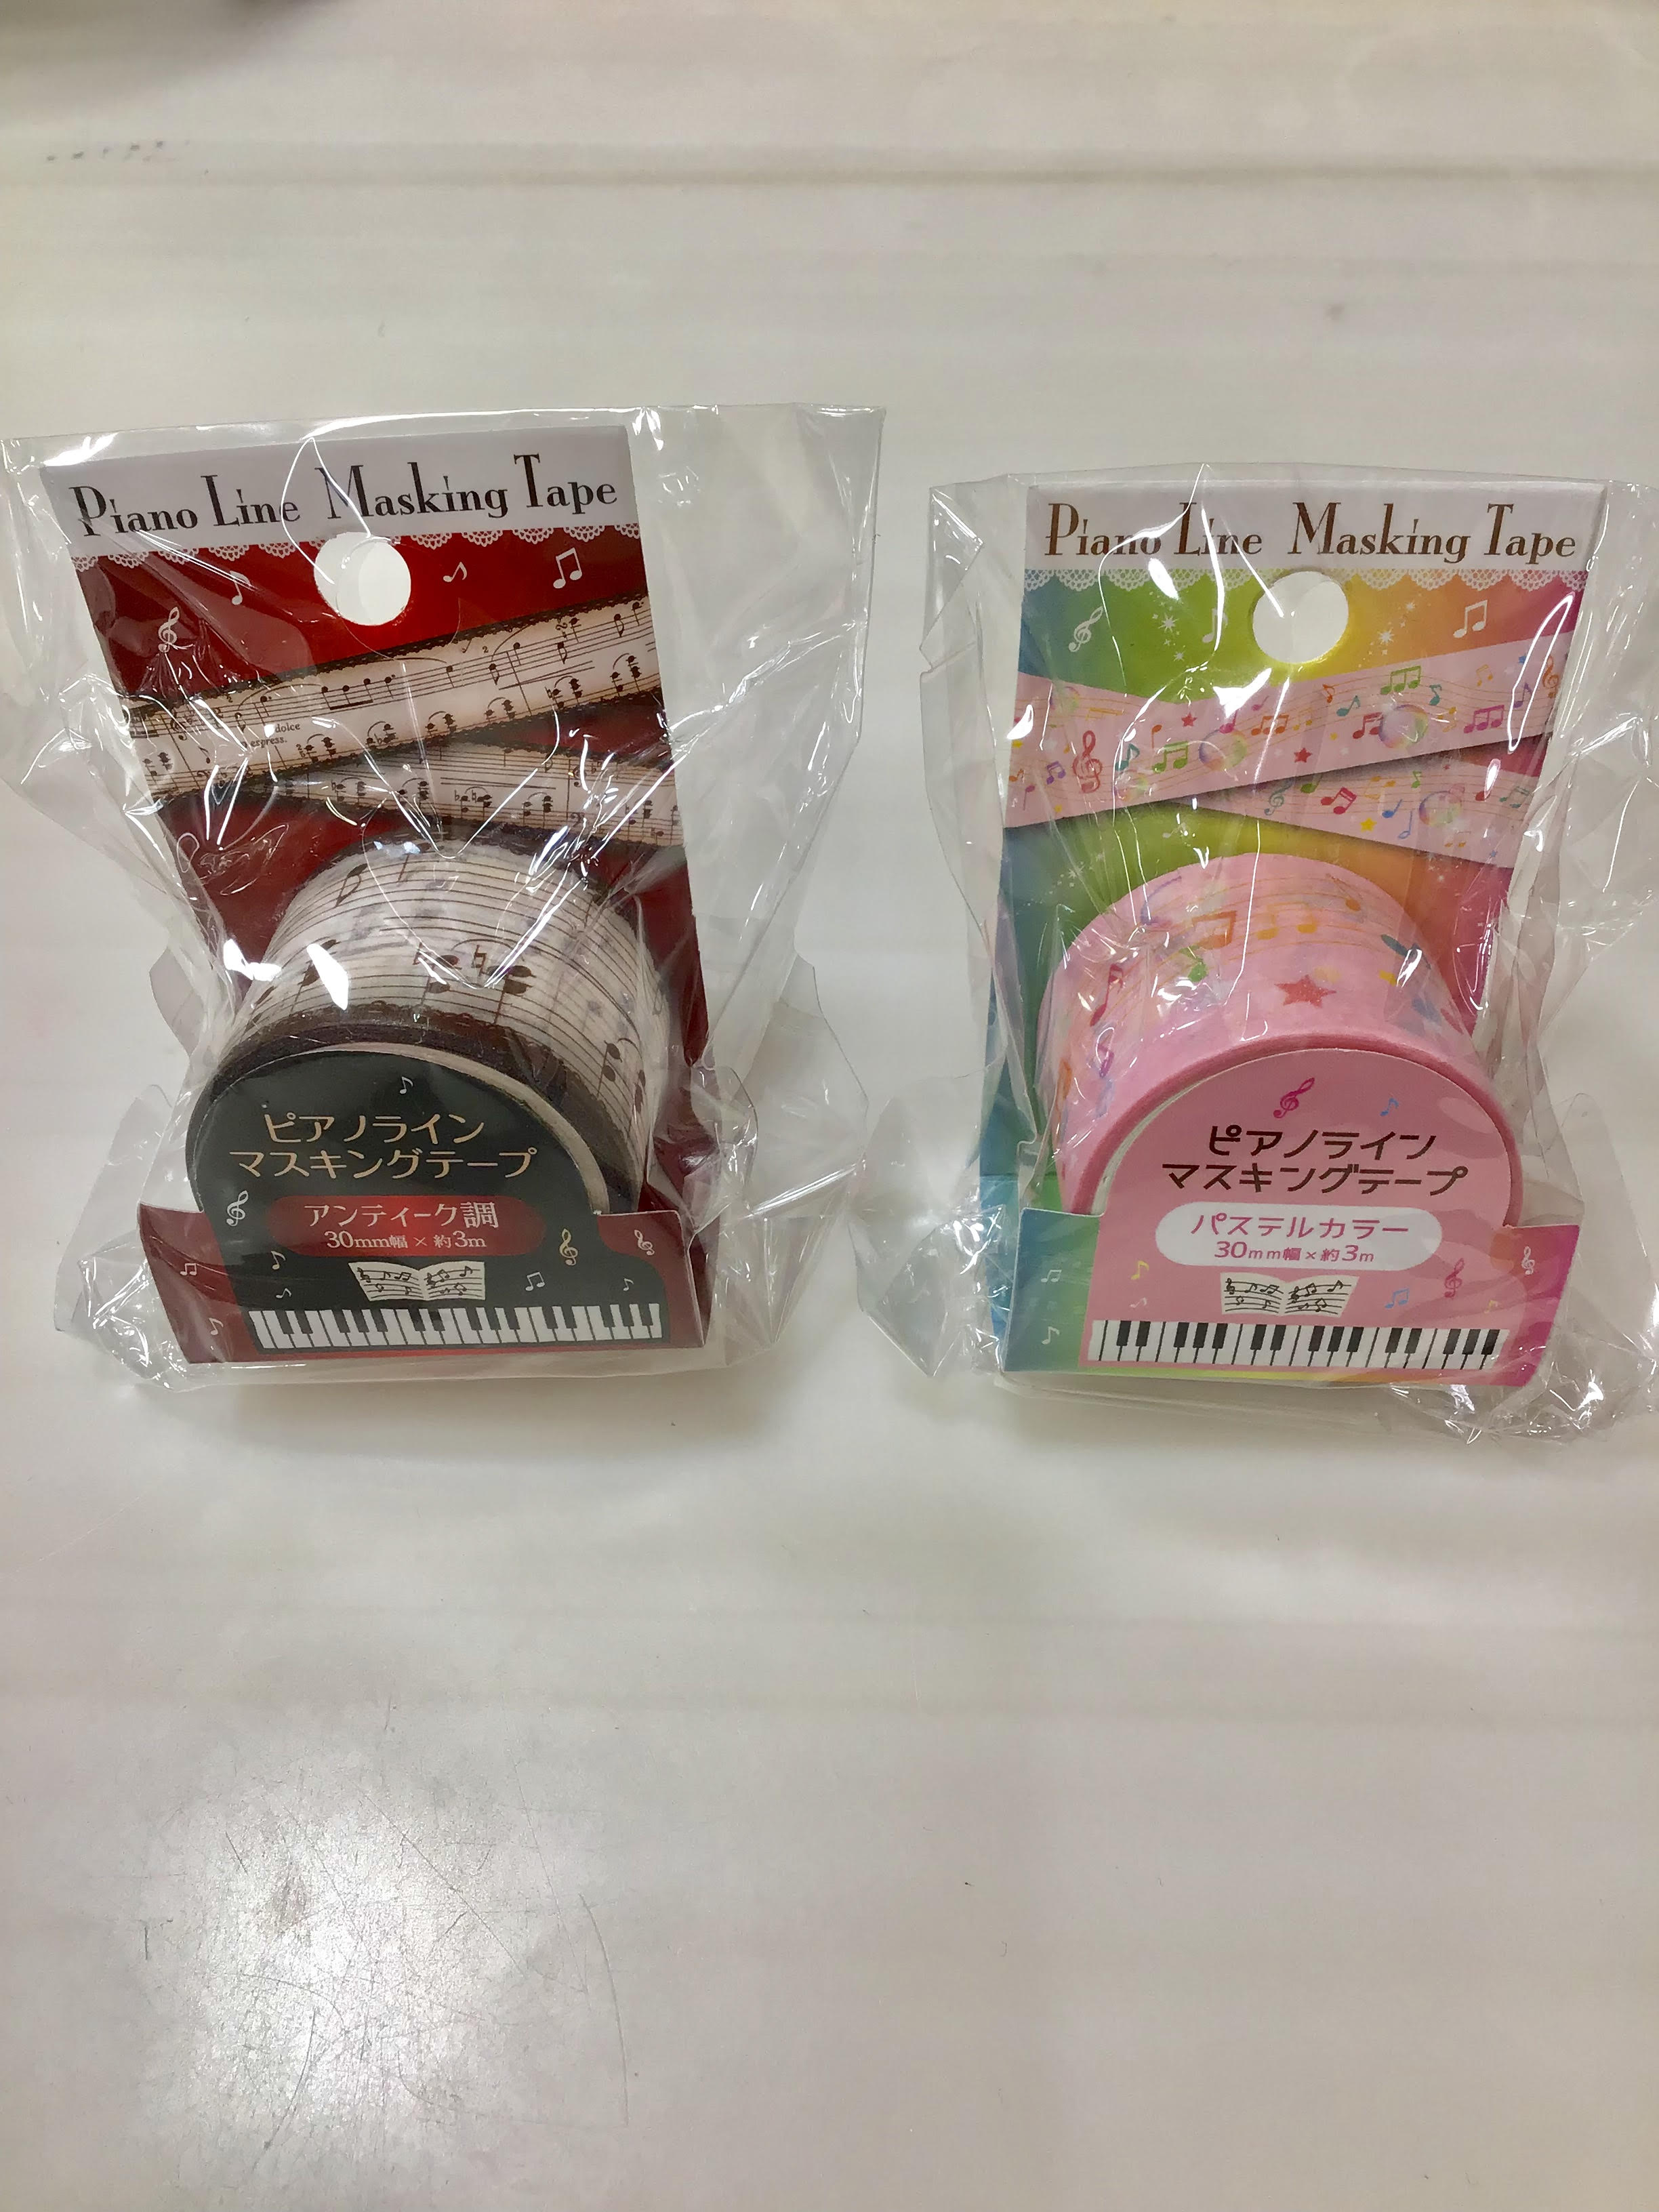 Piano Line Masking Tape
dolce
express.
ピアノライン
マスキングテープ
アンティーク調
30mm幅 × 約3m
Piano Line Masking Tape
ピアノライン
マスキングテープ
パステルカラー
30mm幅 × 約3m